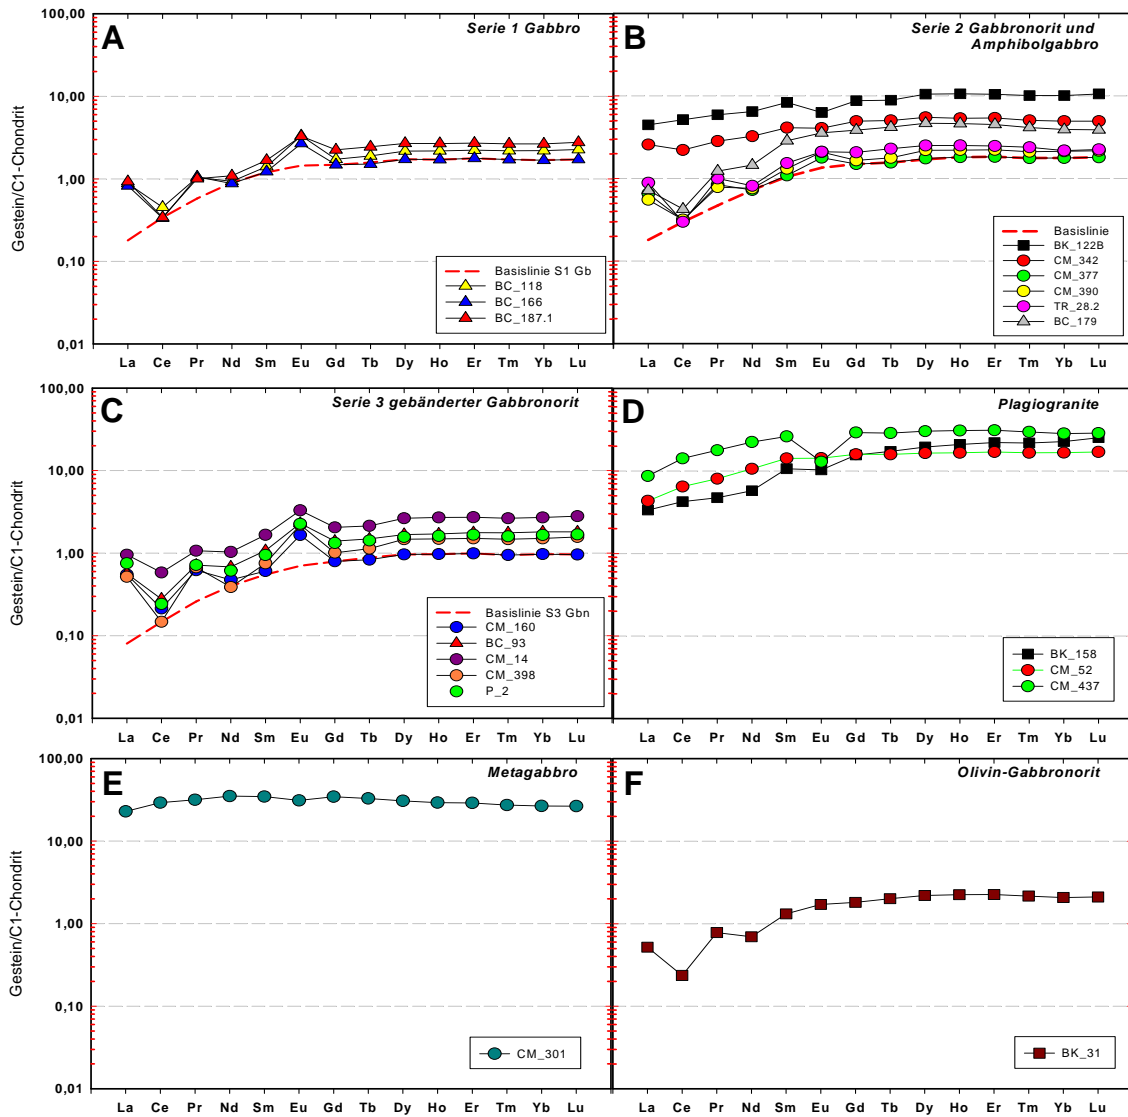 A
Serie 1 Gabbro
100,00
10,00
1,00
0,10
0,01
Gestein/C1-Chondrit
Basislinie S1 Gb
BC_118
BC_166
BC_187.1
La Ce Pr Nd Sm Eu Gd Tb Dy Ho Er Tm Yb Lu
B
Serie 2 Gabbronorit und
Amphibolgabbro
Basislinie
BK_122B
CM_342
CM_377
CM_390
TR_28.2
BC_179
La Ce Pr Nd Sm Eu Gd Tb Dy Ho Er Tm Yb Lu
C
Serie 3 gebänderter Gabbronorit
100,00
10,00
1,00
0,10
0,01
Gestein/C1-Chondrit
Basislinie S3 Gbn
CM_160
BC_93
CM_14
CM_398
P_2
La Ce Pr Nd Sm Eu Gd Tb Dy Ho Er Tm Yb Lu
D
Plagiogranite
BK_158
CM_52
CM_437
La Ce Pr Nd Sm Eu Gd Tb Dy Ho Er Tm Yb Lu
E
Metagabbro
100,00
10,00
1,00
0,10
0,01
Gestein/C1-Chondrit
CM_301
La Ce Pr Nd Sm Eu Gd Tb Dy Ho Er Tm Yb Lu
F
Olivin-Gabbronorit
BK_31
La Ce Pr Nd Sm Eu Gd Tb Dy Ho Er Tm Yb Lu